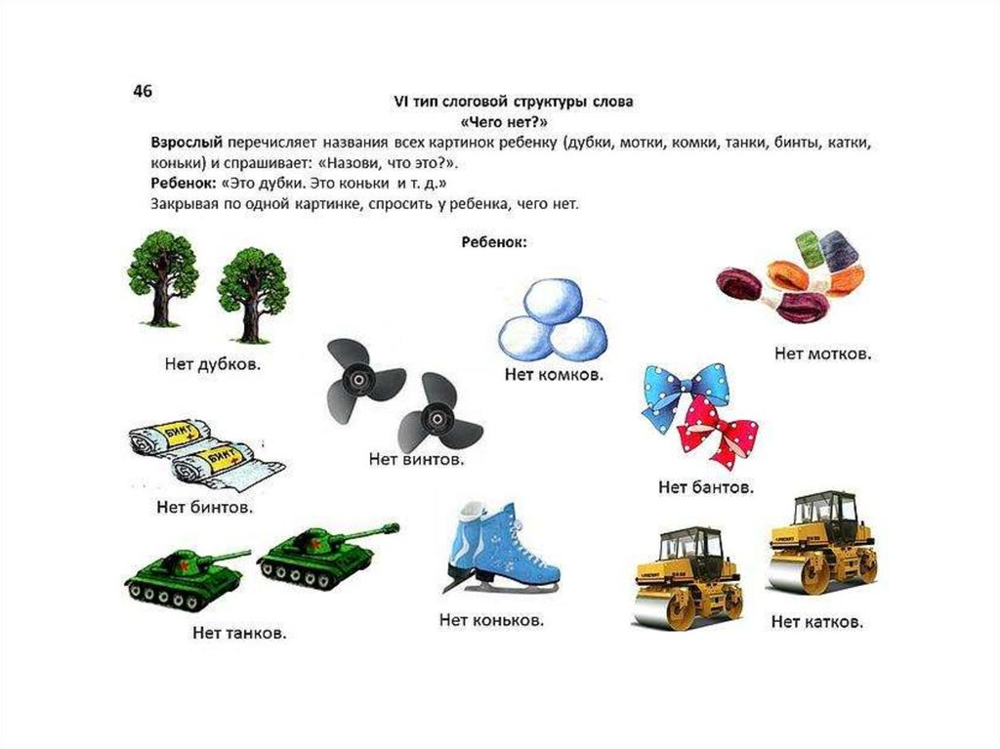 46
VI тип слоговой структуры слова
«Чего нет?»
Взрослый перечисляет названия всех картинок ребенку (дубки, мотки, комки, танки, бинты, катки,
коньки) и спрашивает: «Назови, что это?».
Ребенок: «Это дубки. Это коньки и т. д.»
Закрывая по одной картинке, спросить у ребенка, чего нет.
Ребенок:
Нет дубков.
Нет комков.
Нет мотков.
БИНТ
БИНТ
Нет винтов.
Нет бантов.
Нет бинтов.
Нет танков.
Нет коньков.
Нет катков.